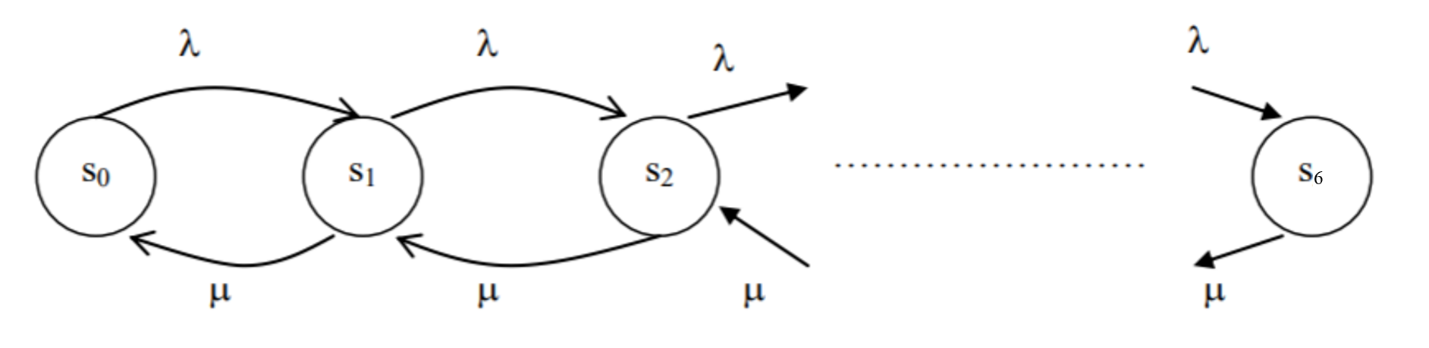 λ λ λ λ
s0 s1 s2 s6
μ μ μ μ